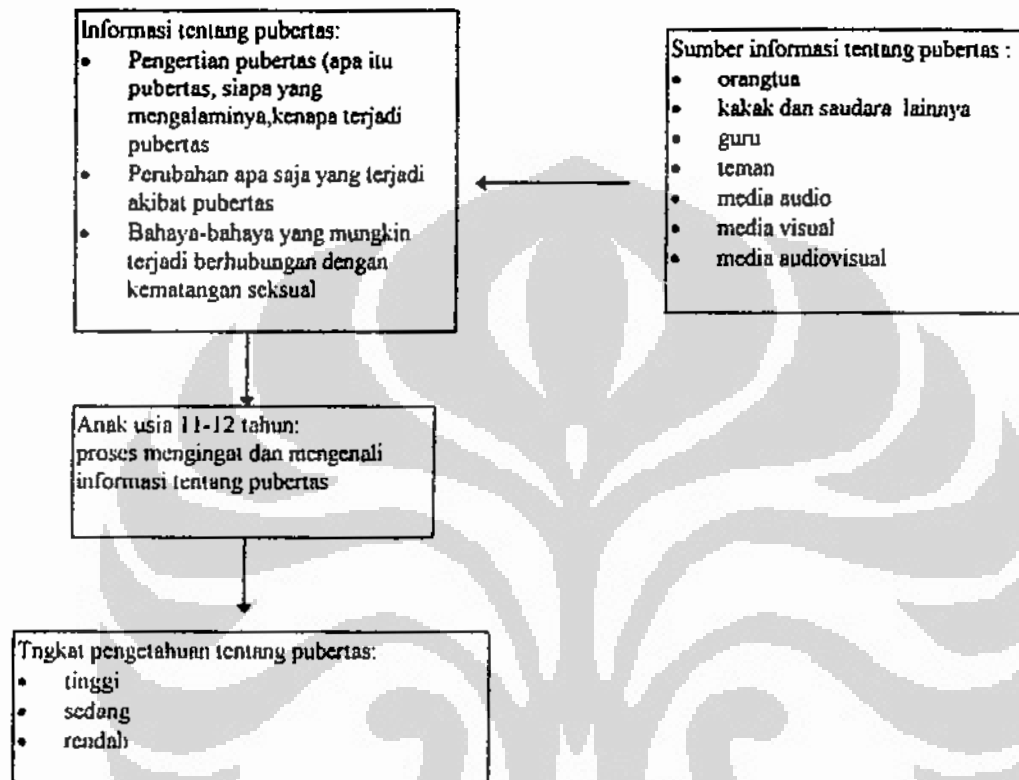 Informasi tentang pubertas:
• Pengertian pubertas (apa itu
pubertas, siapa yang
mengalaminya,kenapa terjadi
pubertas
• Perubahan apa saja yang terjadi
akibat pubertas
• Bahaya-bahaya yang mungkin
terjadi berhubungan dengan
kematangan seksual
Sumber informasi tentang pubertas :
• orangtua
• kakak dan saudara lainnya
• guru
• teman
• media audio
• media visual
• media audiovisual
Anak usia 11-12 tahun:
proses mengingat dan mengenali
informasi tentang pubertas
Tngkat pengetahuan tentang pubertas:
• tinggi
• sedang
• rendah